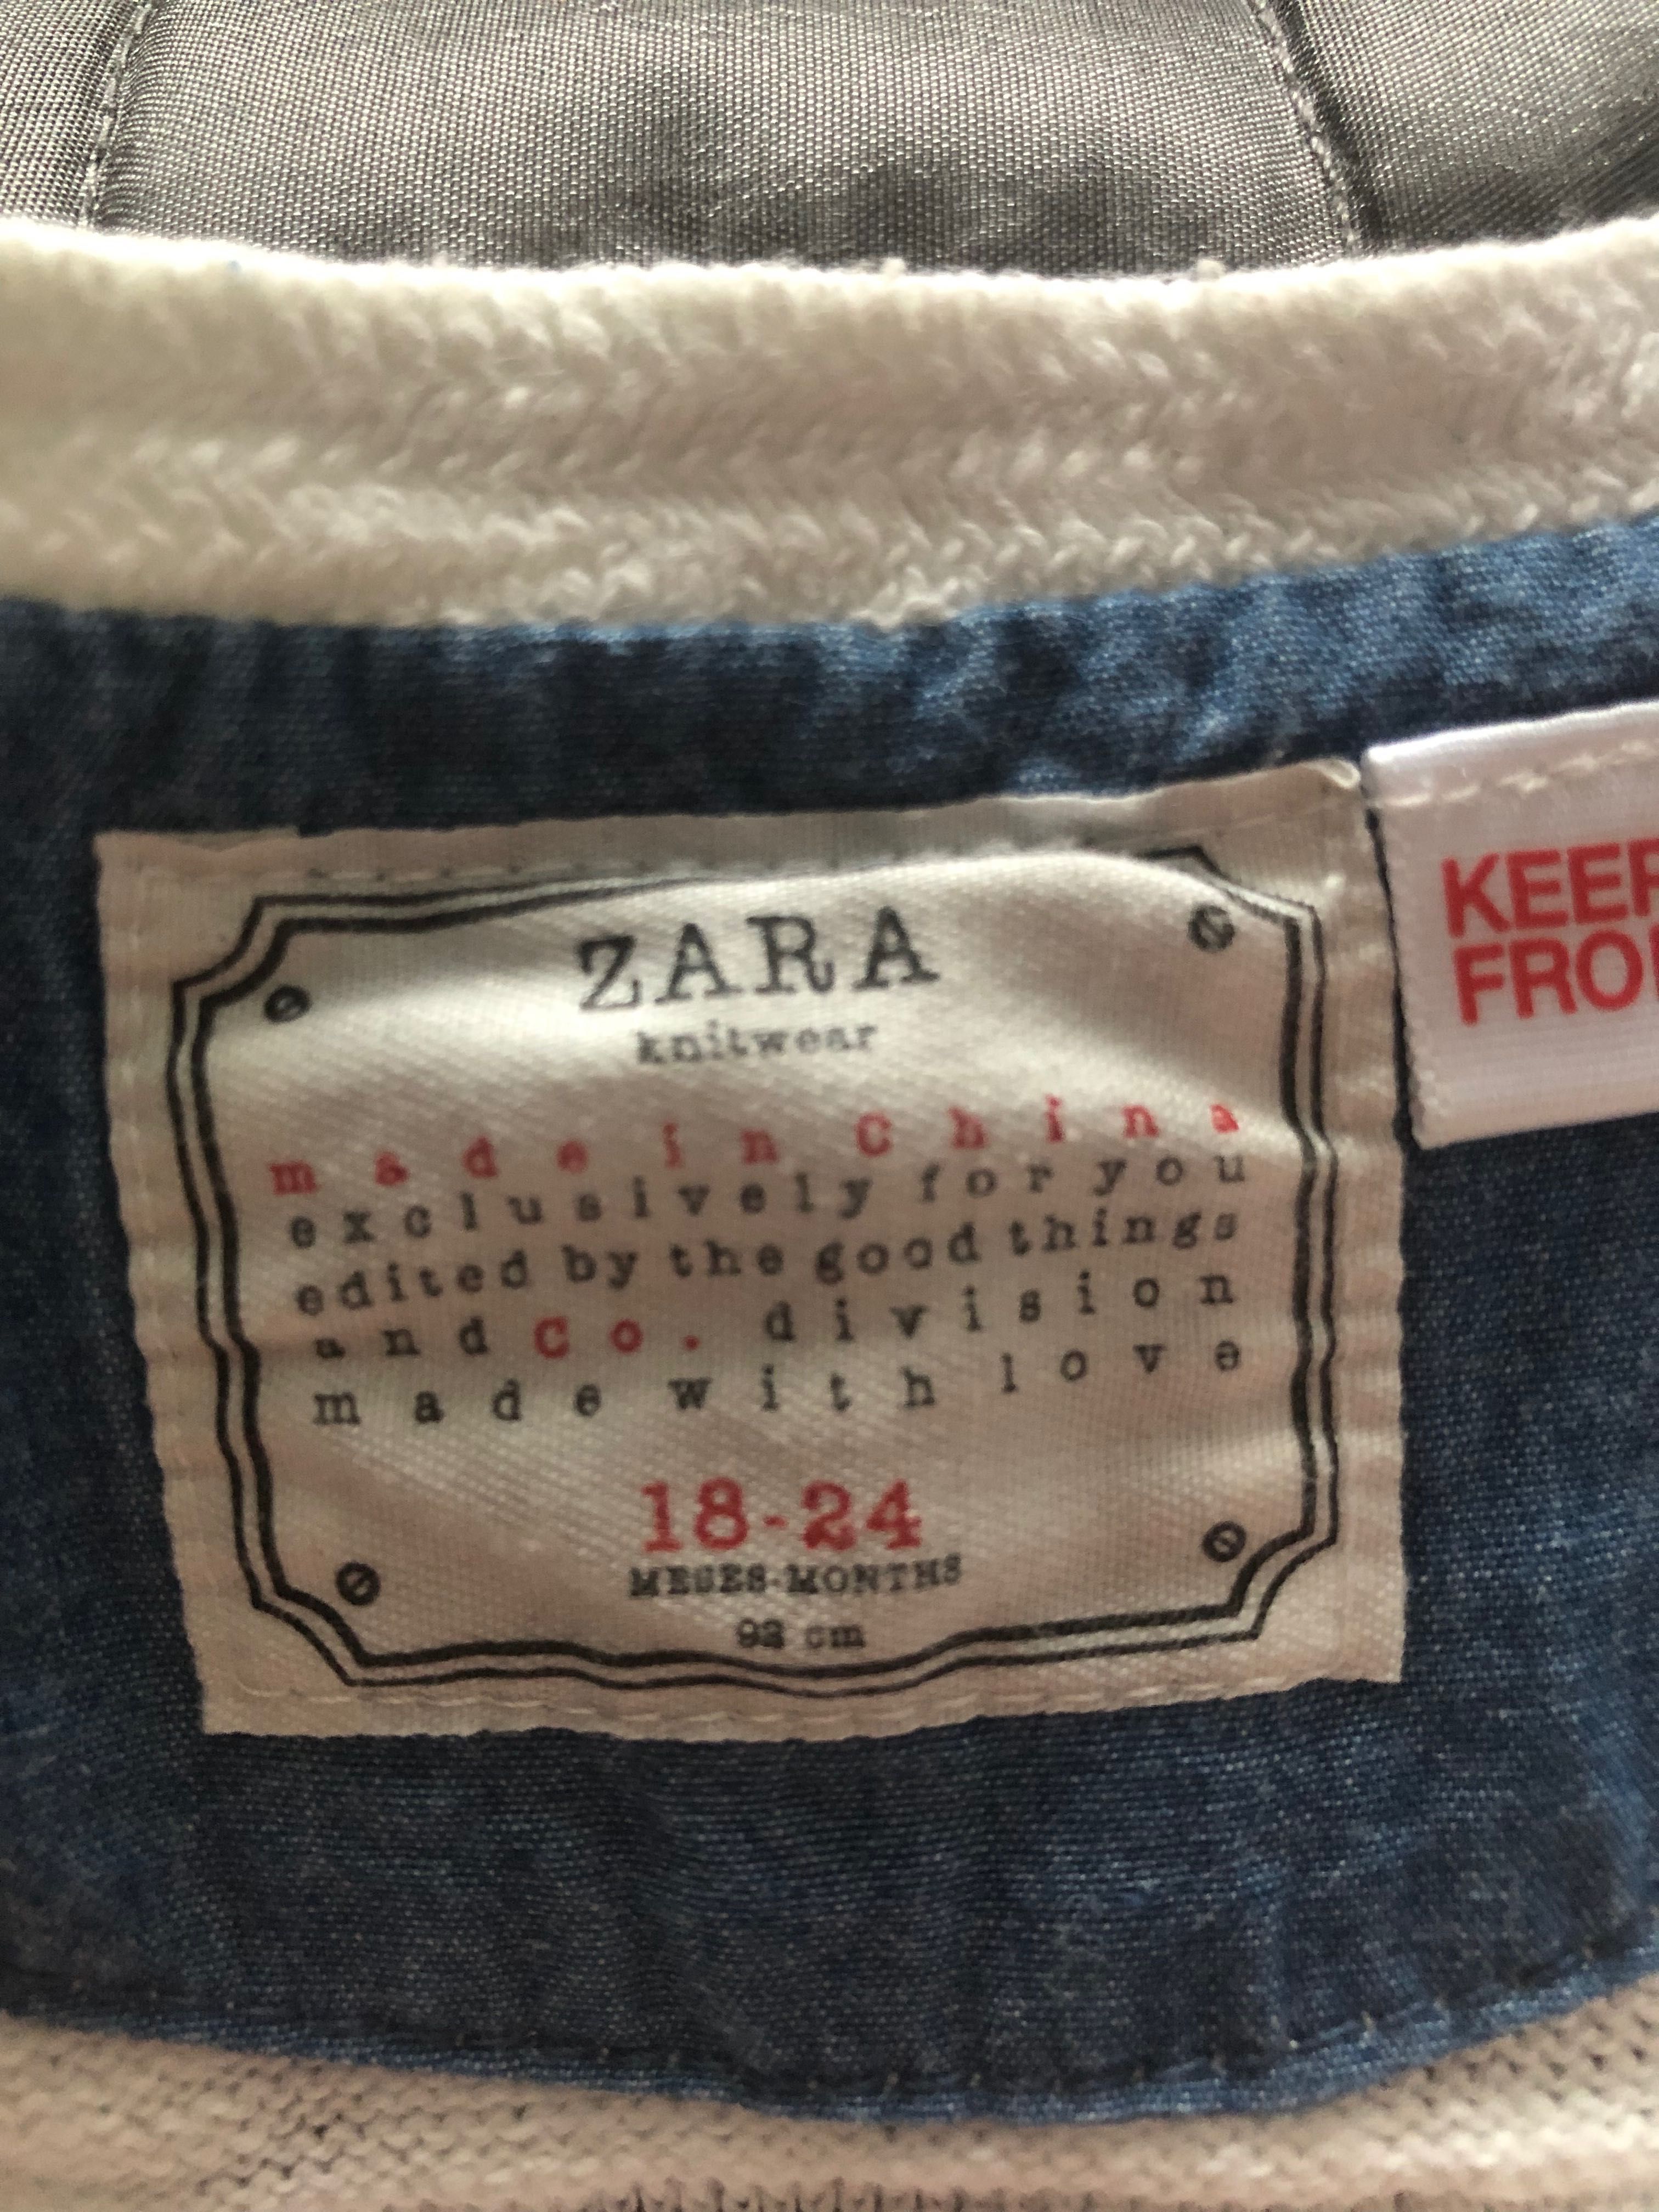 ZARA
knitwear
made in China
exclusively for you
edited by the good things
and Co. division
made with love
18-24
MESES-MONTHS
92 cm
KEEP
FRO